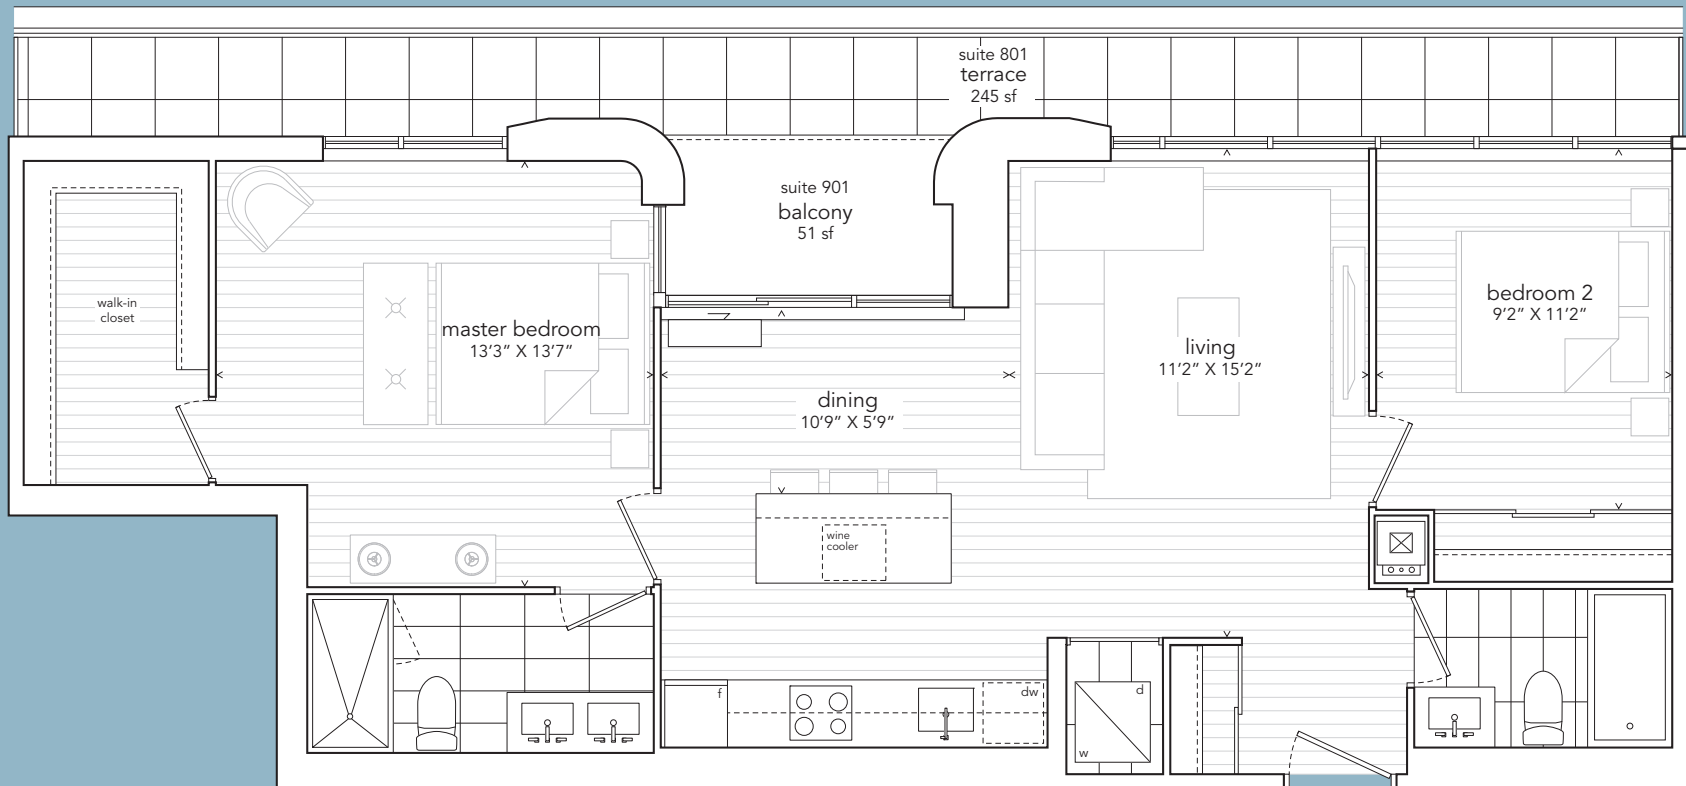 suite 801
terrace
245 sf
suite 901
balcony
51 sf
walk-in
closet
master bedroom
13'3" X 13'7"
bedroom 2
9'2" X 11'2"
living
11'2" X 15'2"
dining
10'9" X 5'9"
wine
cooler
f
dw
d
w